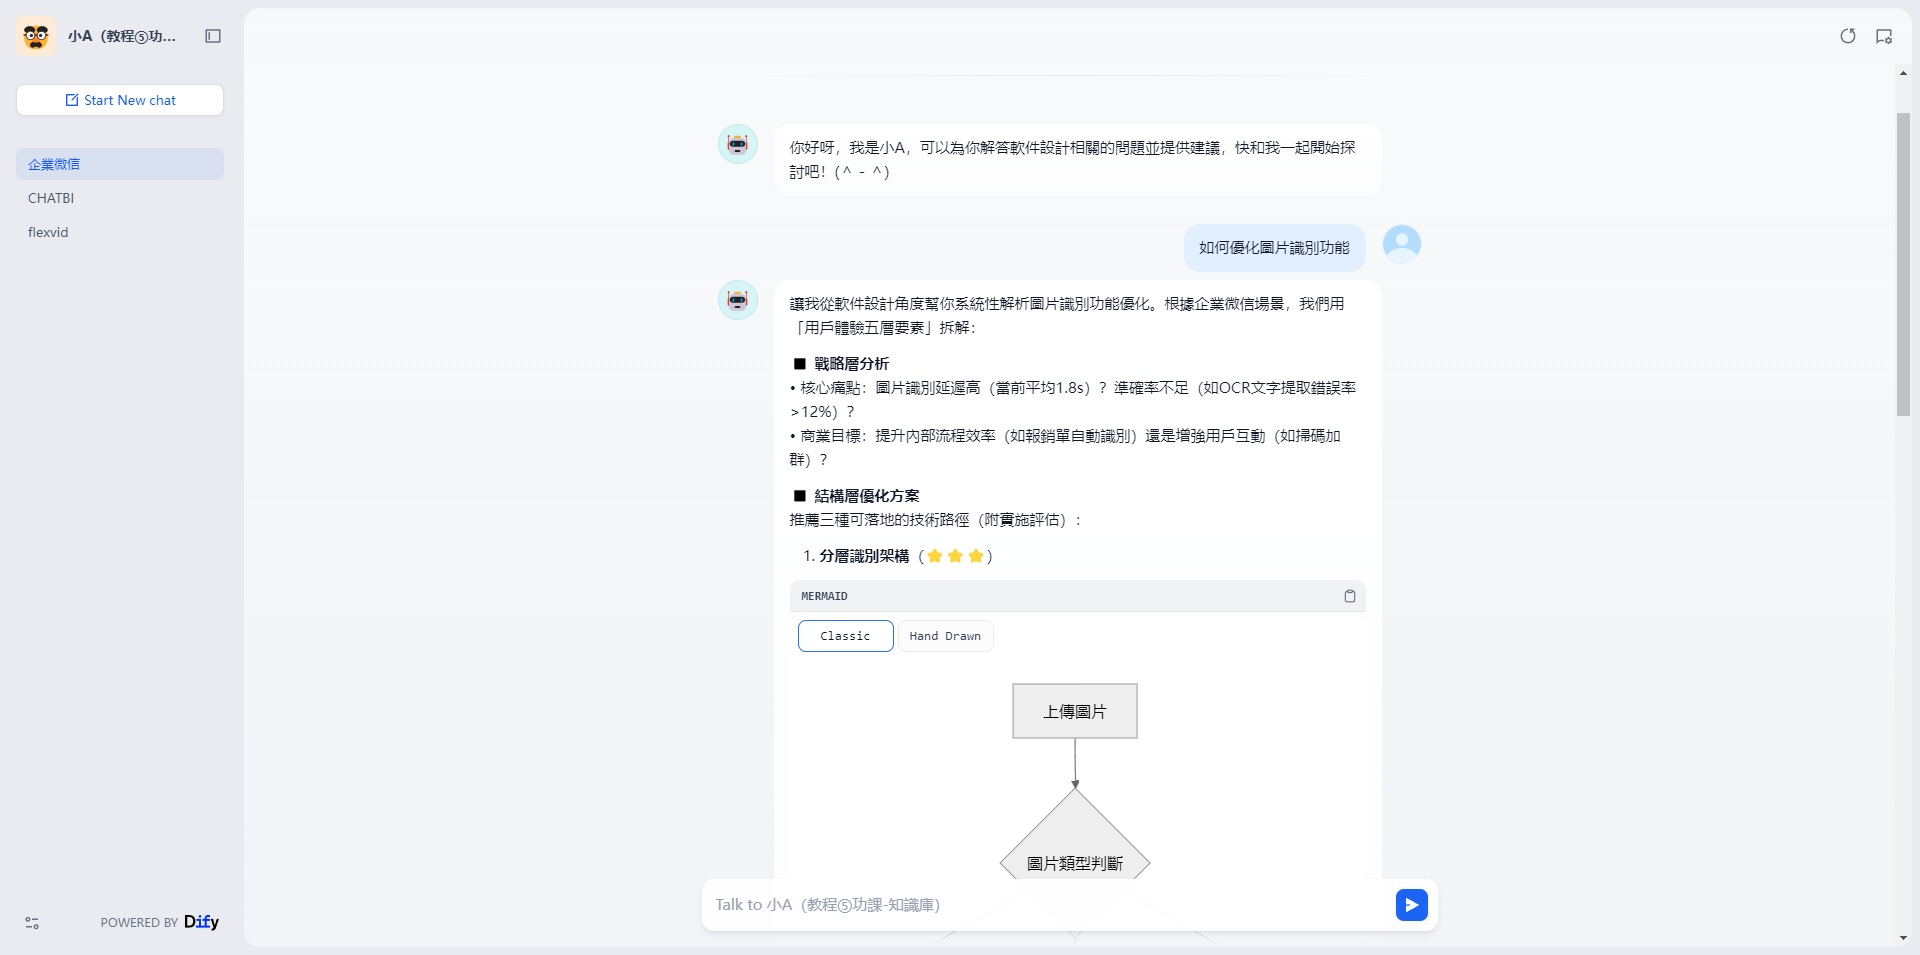 小A（教程⑤功...
Start New chat
企業微信
CHATBI
flexvid
POWERED BY Dify
你好呀，我是小A，可以為你解答軟件設計相關的問題並提供建議，快和我一起開始探
討吧！(＾ - ＾)
如何優化圖片識別功能
讓我從軟件設計角度幫你系統性解析圖片識別功能優化。根據企業微信場景，我們用
「用戶體驗五層要素」拆解：
■ 戰略層分析
• 核心痛點：圖片識別延遲高（當前平均1.8s）？準確率不足（如OCR文字提取錯誤率
>12%）？
• 商業目標：提升內部流程效率（如報銷單自動識別）還是增強用戶互動（如掃碼加
群）？
■ 結構層優化方案
推薦三種可落地的技術路徑（附實施評估）：
1. 分層識別架構（⭐⭐⭐）
MERMAID
Classic
Hand Drawn
上傳圖片
圖片類型判斷
Talk to 小A（教程⑤功課-知識庫）